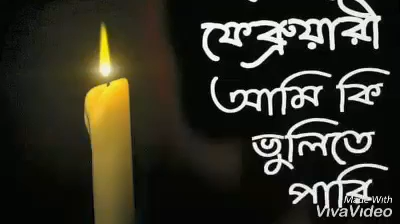 ফেব্রুয়ারী
আমি কি
ভুলিতে
পারি
Made With
VivaVideo